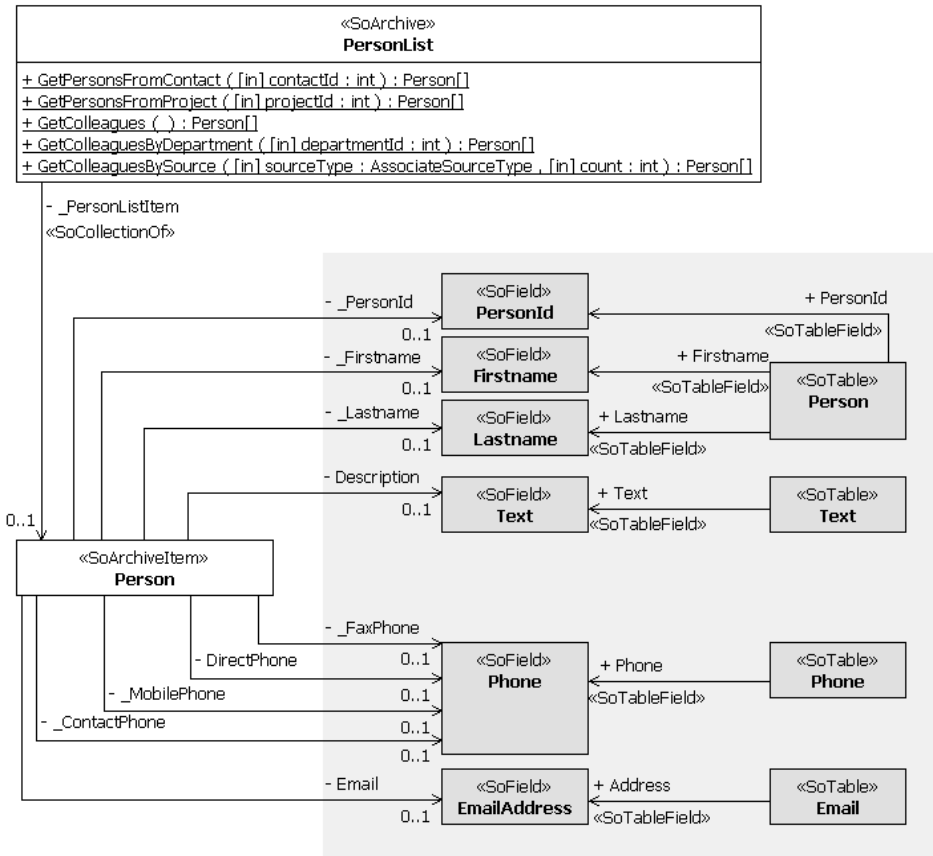 «SoArchive»
PersonList
+ GetPersonsFromContact ( [in] contactId : int ) : Person[]
+ GetPersonsFromProject ( [in] projectId : int ) : Person[]
+ GetColleagues ( ) : Person[]
+ GetColleaguesByDepartment ( [in] departmentId : int ) : Person[]
+ GetColleaguesBySource ( [in] sourceType : AssociateSourceType , [in] count : int ) : Person[]
- _PersonListItem
«SoCollectionOf»
0..1
- _PersonId
0..1
«SoField»
PersonId
+ PersonId
«SoTableField»
- _Firstname
0..1
«SoField»
Firstname
+ Firstname
«SoTableField»
«SoTable»
Person
- _Lastname
0..1
«SoField»
Lastname
+ Lastname
«SoTableField»
- Description
0..1
«SoField»
Text
+ Text
«SoTableField»
«SoTable»
Text
«SoArchiveItem»
Person
- _FaxPhone
0..1
- DirectPhone
0..1
- _MobilePhone
0..1
- _ContactPhone
0..1
«SoField»
Phone
+ Phone
«SoTableField»
«SoTable»
Phone
- Email
0..1
«SoField»
EmailAddress
+ Address
«SoTableField»
«SoTable»
Email